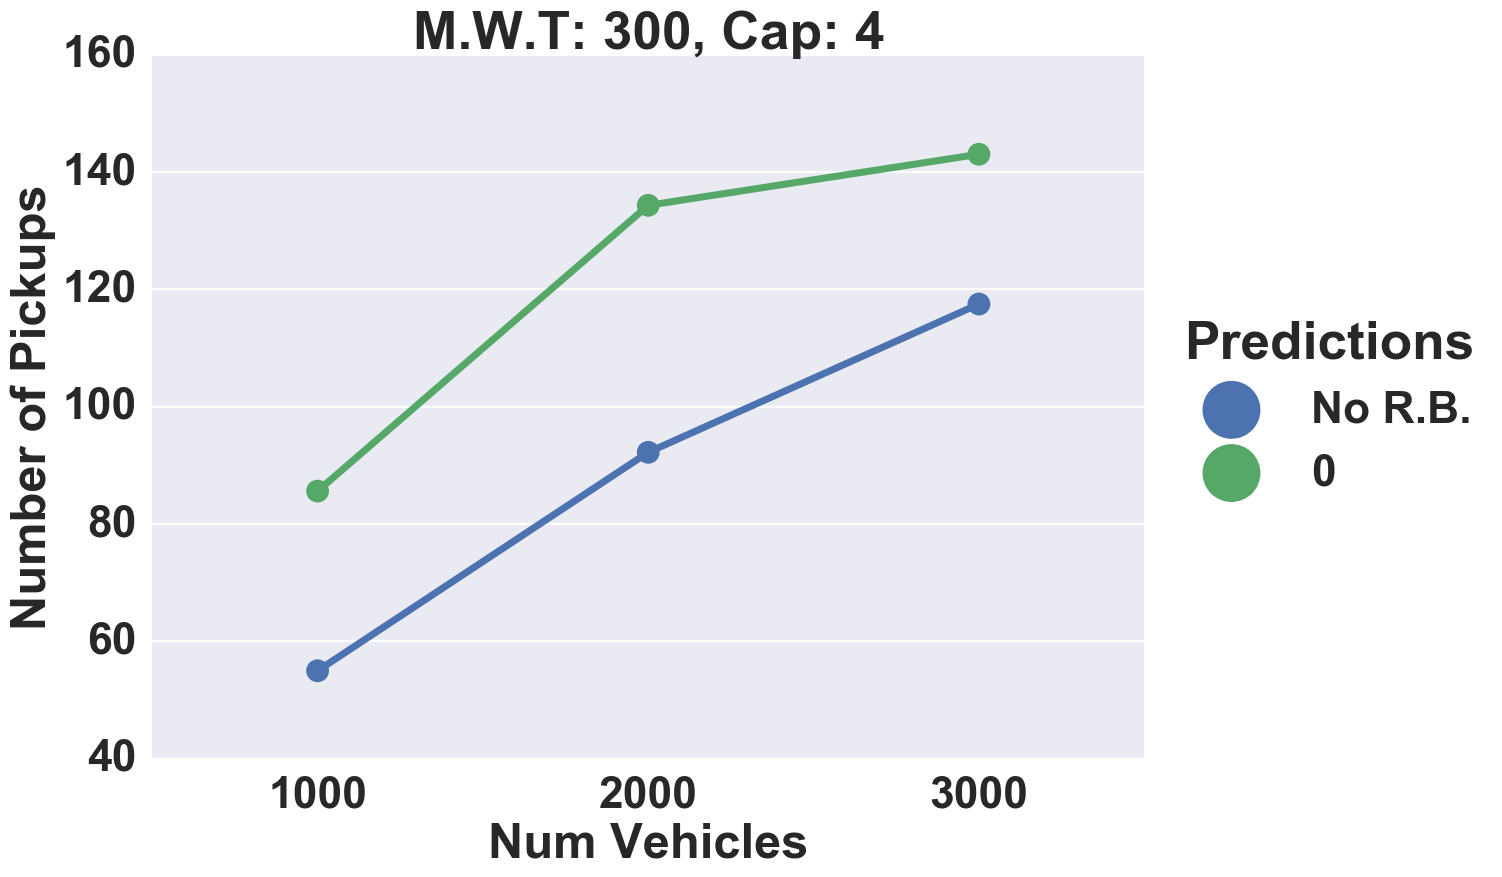 M.W.T: 300, Cap: 4
160
140
120
100
80
60
40
Number of Pickups
1000 2000 3000
Num Vehicles
Predictions
No R.B.
0